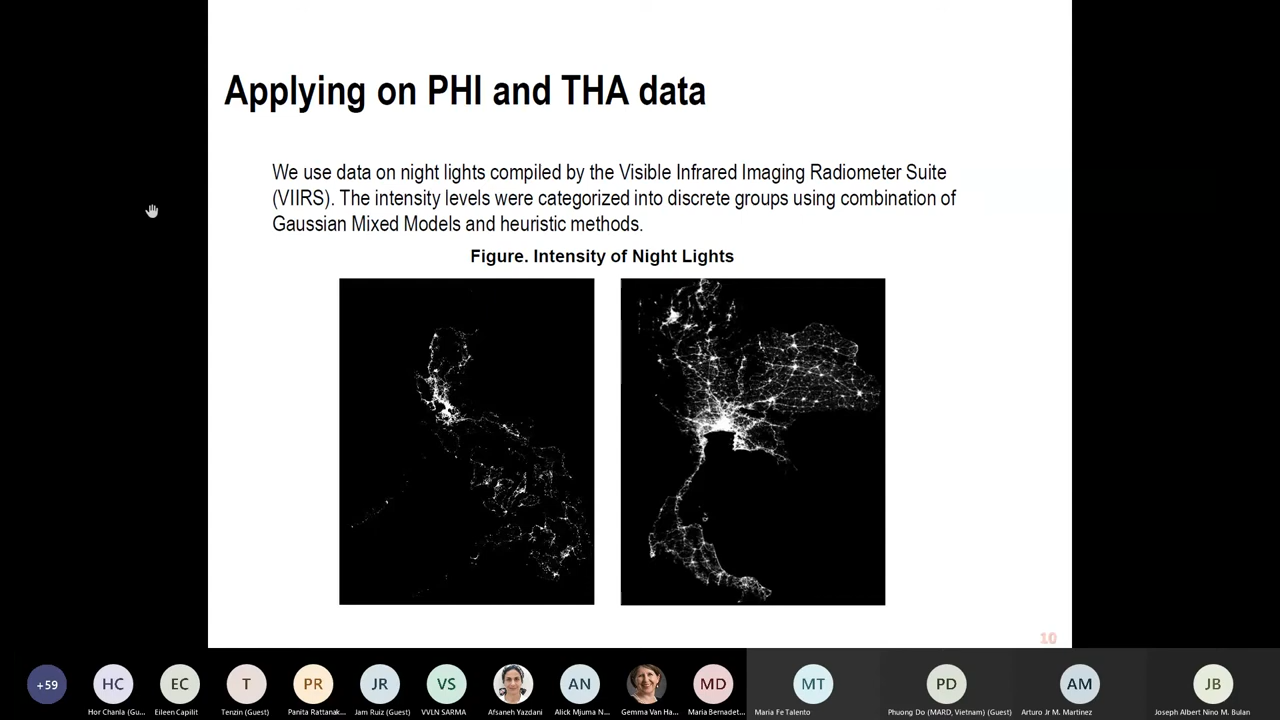 Applying on PHI and THA data
We use data on night lights compiled by the Visible Infrared Imaging Radiometer Suite
(VIIRS). The intensity levels were categorized into discrete groups using combination of
Gaussian Mixed Models and heuristic methods.
Figure. Intensity of Night Lights
10
+59 HC EC T PR JR VS AN MD MT PD AM JB
Hor Chanla (Gu... Eileen Capilit Tenzin (Guest) Panita Rattanak... Jam Ruiz (Guest) VVLN SARMA Afsaneh Yazdani Alick Mjuma N... Gemma Van Ha... Maria Bernadet... Maria Fe Talento Phuong Do (MARD, Vietnam) (Guest) Arturo Jr M. Martinez Joseph Albert Nino M. Bulan